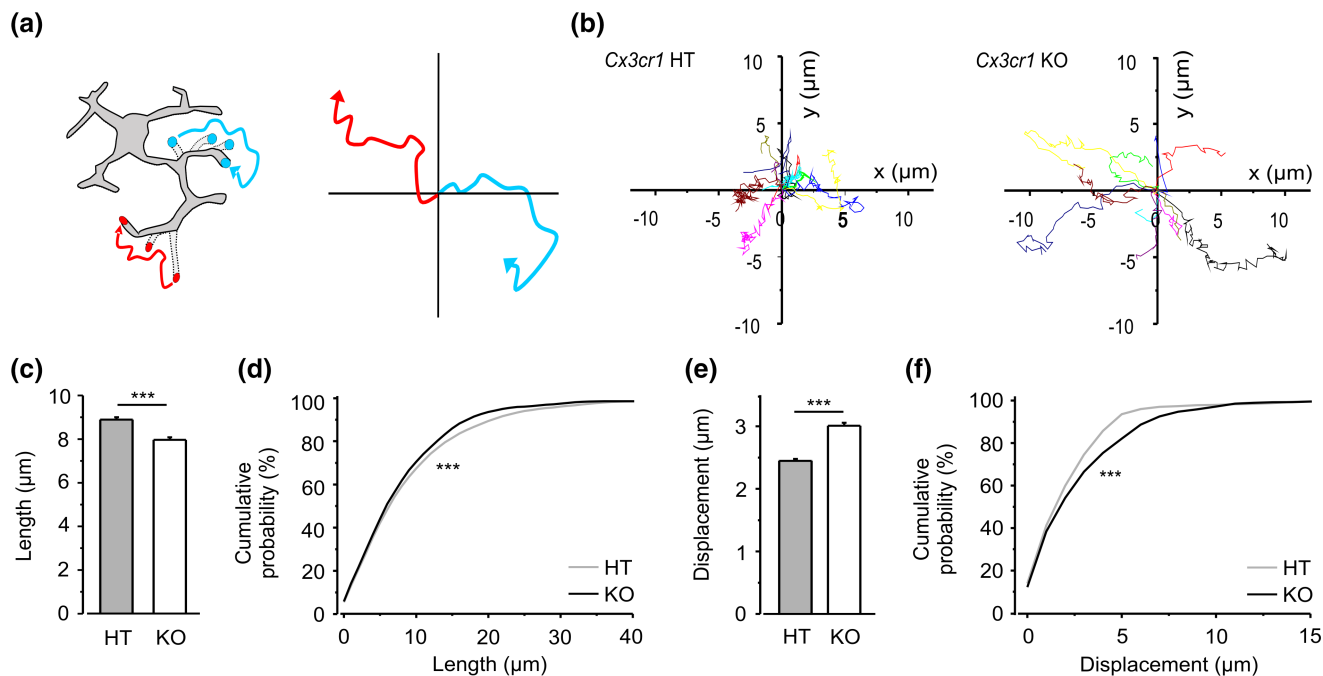 (a)
(b)
Cx3cr1 HT
10
y (µm)
5
x (µm)
-10
-5
0
5
10
-5
-10
Cx3cr1 KO
10
y (µm)
5
x (µm)
-10
-5
0
5
10
-5
-10
(c)
Length (µm)
10
8
6
4
2
0
***
HT
KO
(d)
Cumulative
probability (%)
100
80
60
40
20
0
***
HT
KO
0
10
20
30
40
Length (µm)
(e)
Displacement (µm)
3
2
1
0
***
HT
KO
(f)
Cumulative
probability (%)
100
80
60
40
20
0
***
HT
KO
0
5
10
15
Displacement (µm)